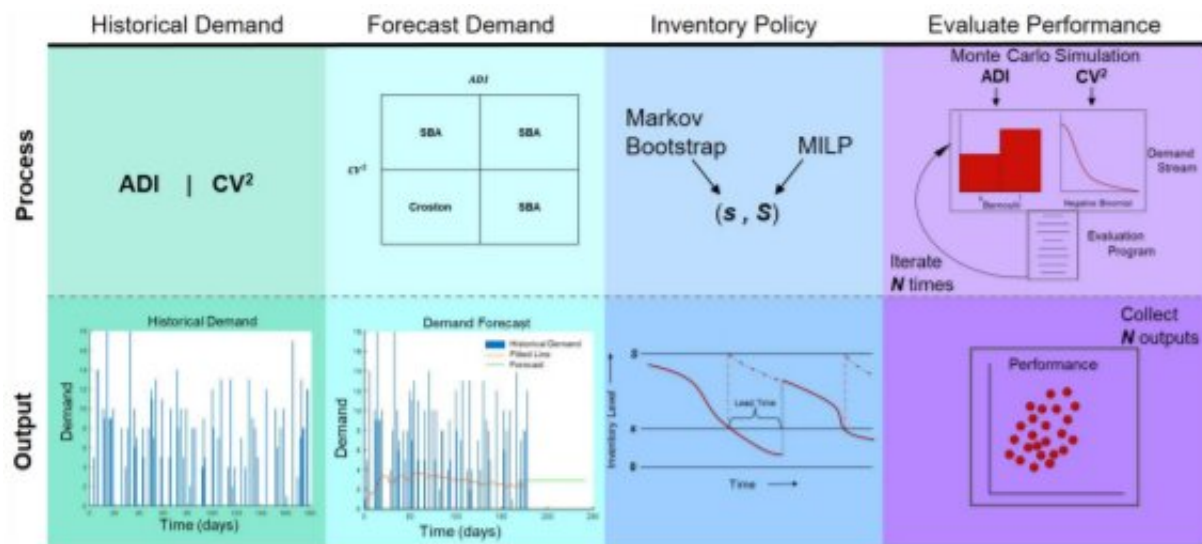 Historical Demand
Forecast Demand
Inventory Policy
Evaluate Performance
Process
ADI | CV²
ADI
CV²
SBA
SBA
Croston
SBA
Markov
Bootstrap
MILP
(s , S)
Monte Carlo Simulation
ADI
CV²
Demand
Stream
Bernoulli
Negative Binomial
Evaluation
Program
Iterate
N times
Output
Historical Demand
Demand
Time (days)
Demand Forecast
Historical Demand
Fitted Line
Forecast
Demand
Time (days)
Inventory Level
S
Lead Time
Time
Collect
N outputs
Performance